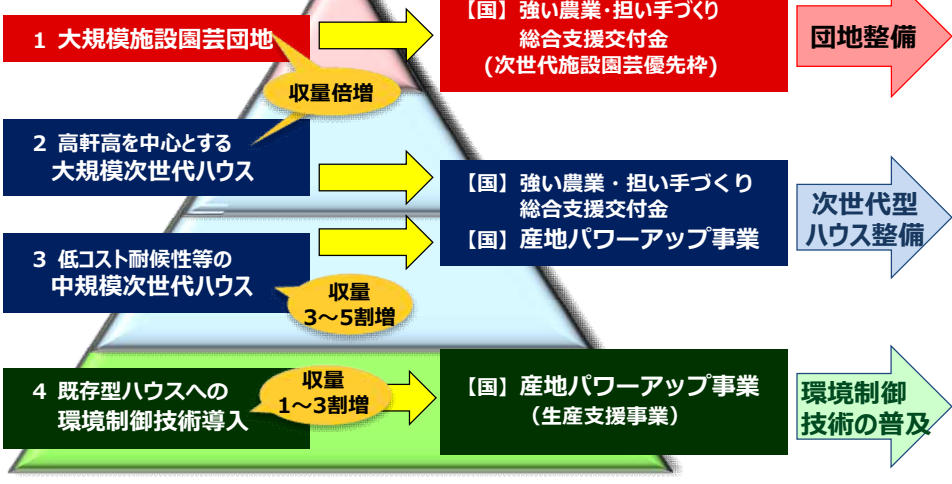 1 大規模施設園芸団地
【国】強い農業・担い手づくり
総合支援交付金
(次世代施設園芸優先枠)
団地整備
収量倍増
2 高軒高を中心とする
大規模次世代ハウス
【国】強い農業・担い手づくり
総合支援交付金
【国】産地パワーアップ事業
次世代型
ハウス整備
3 低コスト耐候性等の
中規模次世代ハウス
収量
3～5割増
4 既存型ハウスへの
環境制御技術導入
収量
1～3割増
【国】産地パワーアップ事業
（生産支援事業）
環境制御
技術の普及